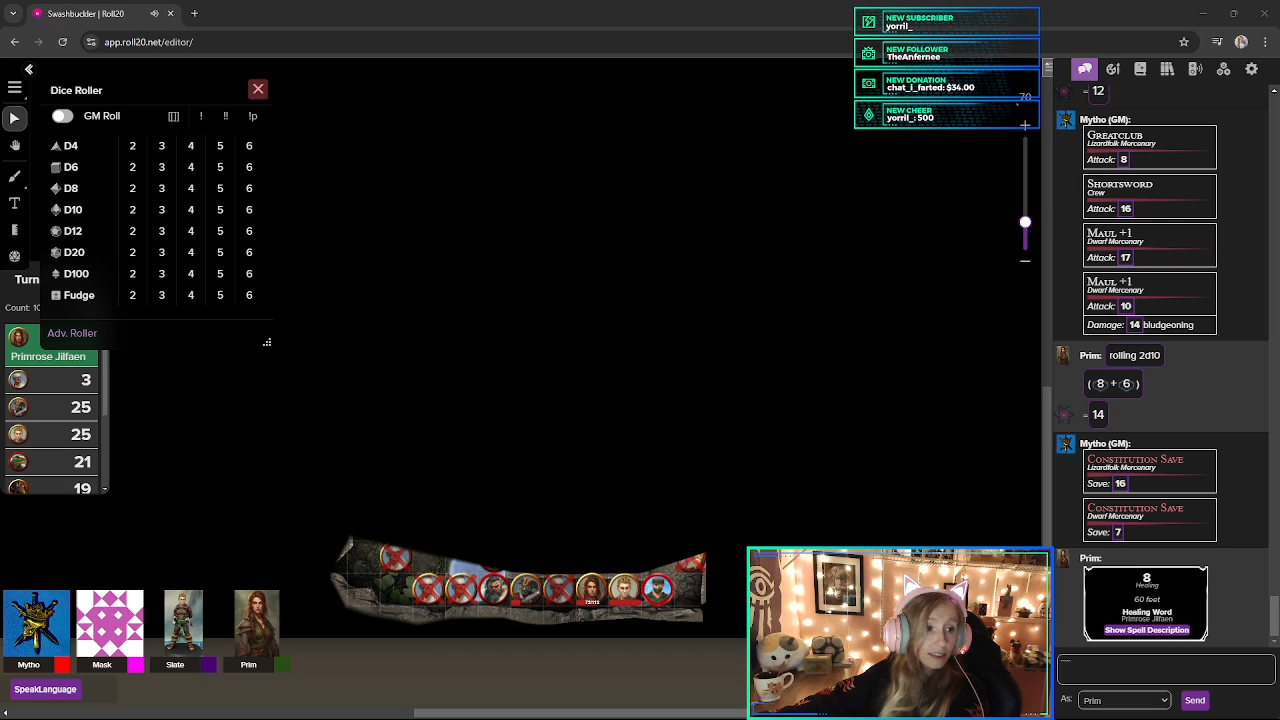 Swashbuckler
app.roll20.net/editor/
NEW SUBSCRIBER
yorril_
NEW FOLLOWER
TheAnfernee
NEW DONATION
chat_i_farted: $34.00
NEW CHEER
yorril_: 500
70
Dice Roller
2 3 4 5 6
D6 2 3 4 5 6
D8 2 3 4 5 6
D10 2 3 4 5 6
D12 2 3 4 5 6
D20 2 3 4 5 6
D100 2 3 4 5 6
Fudge 2 3 4 5 6
Adv. Roller
Turn
Count: 10
Primrose Jilfaen
3
25
25
21
19
72/112
Mytho
Mask
Slate
Prim
SpeakLanguage
12
Mytho (GM):
Greatclub
Lizardfolk Mercenary
Attack: 8
Shortsword
Crew
Attack: 16
Maul +1
Dwarf Mercenary
Attack: 17
Maul +1
Dwarf Mercenary
Attack: 10
Damage: 14 bludgeoning
Prim: rolling 2d10
(8+6)
= 14
Mytho (GM):
Constitution Save
Lizardfolk Mercenary
Save: 16
Constitution Save
Dwarf Mercenary
Save: 7
Prim:
8
Healing
60 feet
Healing Word
Primrose Jilfaen
Show Spell Description
As: Prim
Send